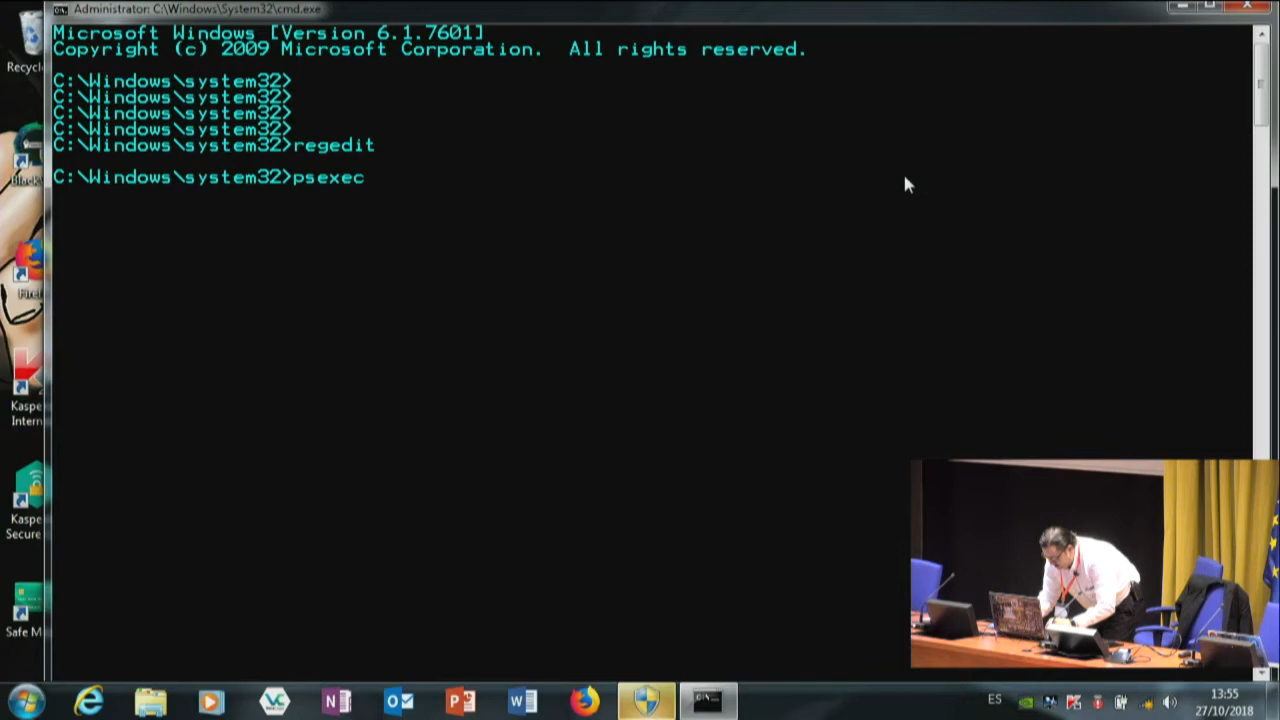 Administrator: C:\Windows\System32\cmd.exe
Microsoft Windows [Version 6.1.7601]
Copyright (c) 2009 Microsoft Corporation.  All rights reserved.
C:\Windows\system32>
C:\Windows\system32>
C:\Windows\system32>
C:\Windows\system32>
C:\Windows\system32>regedit
C:\Windows\system32>psexec
Recycl
Black
Firef
Kaspe
Intern
Kaspe
Secure
Safe M
ES
13:55
27/10/2018